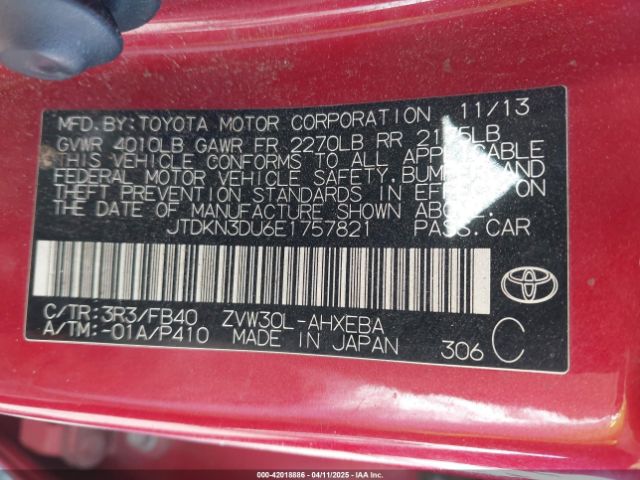 MFD.BY:TOYOTA MOTOR CORPORATION 11/13
GVWR 4010LB GAWR FR 2270LB RR
THIS VEHICLE CONFORMS TO ALL APPLICABLE
FEDERAL MOTOR VEHICLE SAFETY, BUMPER AND
THEFT PREVENTION STANDARDS IN EFFECT ON
THE DATE OF MANUFACTURE SHOWN ABOVE.
JTDKN3DU6E1757821 PASS.CAR
C/TR:3R3/FB40 ZVW30L-AHXEBA
A/TM:-01A/P410 MADE IN JAPAN 306 C
000-42018886 - 04/11/2025 - IAAI.COM